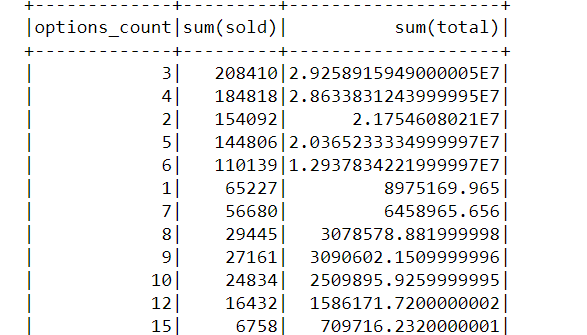 +-------------+---------+--------------------+
|options_count|sum(sold)|          sum(total)|
+-------------+---------+--------------------+
|            3|   208410|2.9258915949000005E7|
|            4|   184818|2.8633831243999995E7|
|            2|   154092|      2.1754608021E7|
|            5|   144806|2.0365233334999997E7|
|            6|   110139|1.2937834221999997E7|
|            1|    65227|         8975169.965|
|            7|    56680|         6458965.656|
|            8|    29445|   3078578.881999998|
|            9|    27161|  3090602.1509999996|
|           10|    24834|  2509895.9259999995|
|           12|    16432|  1586171.7200000002|
|           15|     6758|   709716.2320000001|